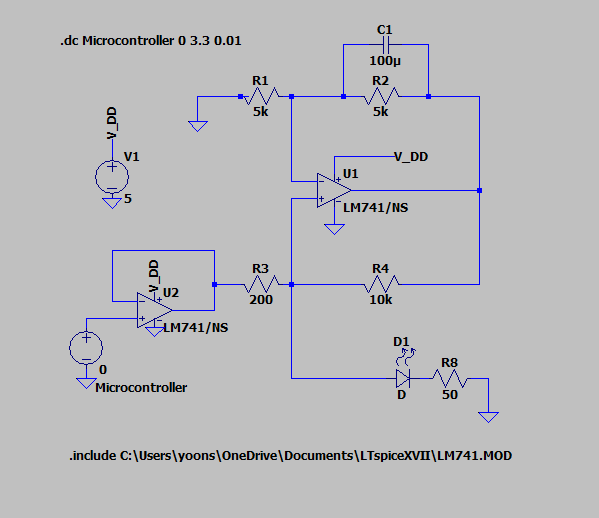 .dc Microcontroller 0 3.3 0.01
C1
100µ
R1
R2
5k
5k
V_DD
V1
5
V_DD
U1
LM741/NS
V_DD
U2
LM741/NS
R3
200
R4
10k
0
Microcontroller
D1
D
R8
50
.include C:\Users\yoons\OneDrive\Documents\LTspiceXVII\LM741.MOD